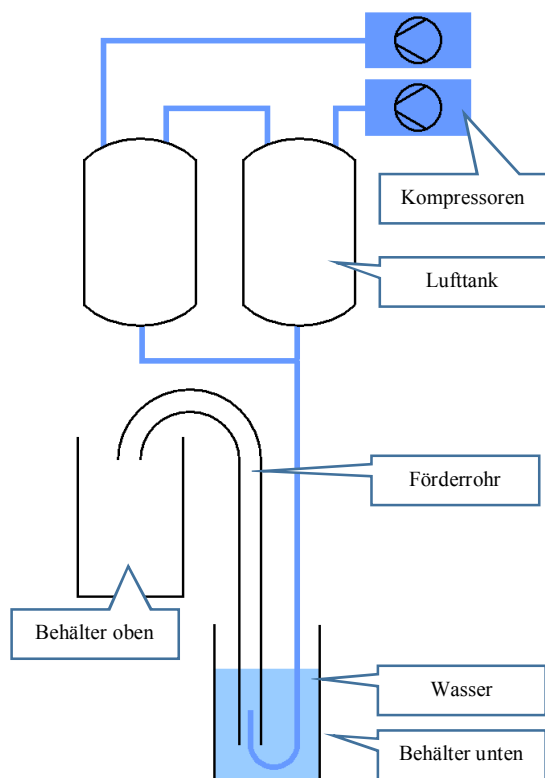 Kompressoren
Lufttank
Förderrohr
Behälter oben
Wasser
Behälter unten